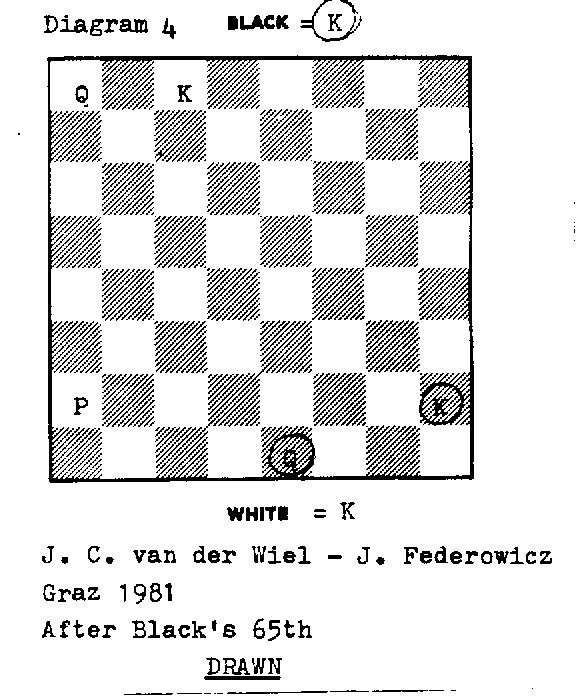 Diagram 4 BLACK = K
Q K
P K
Q
WHITE = K
J. C. van der Wiel - J. Federowicz
Graz 1981
After Black's 65th
DRAWN